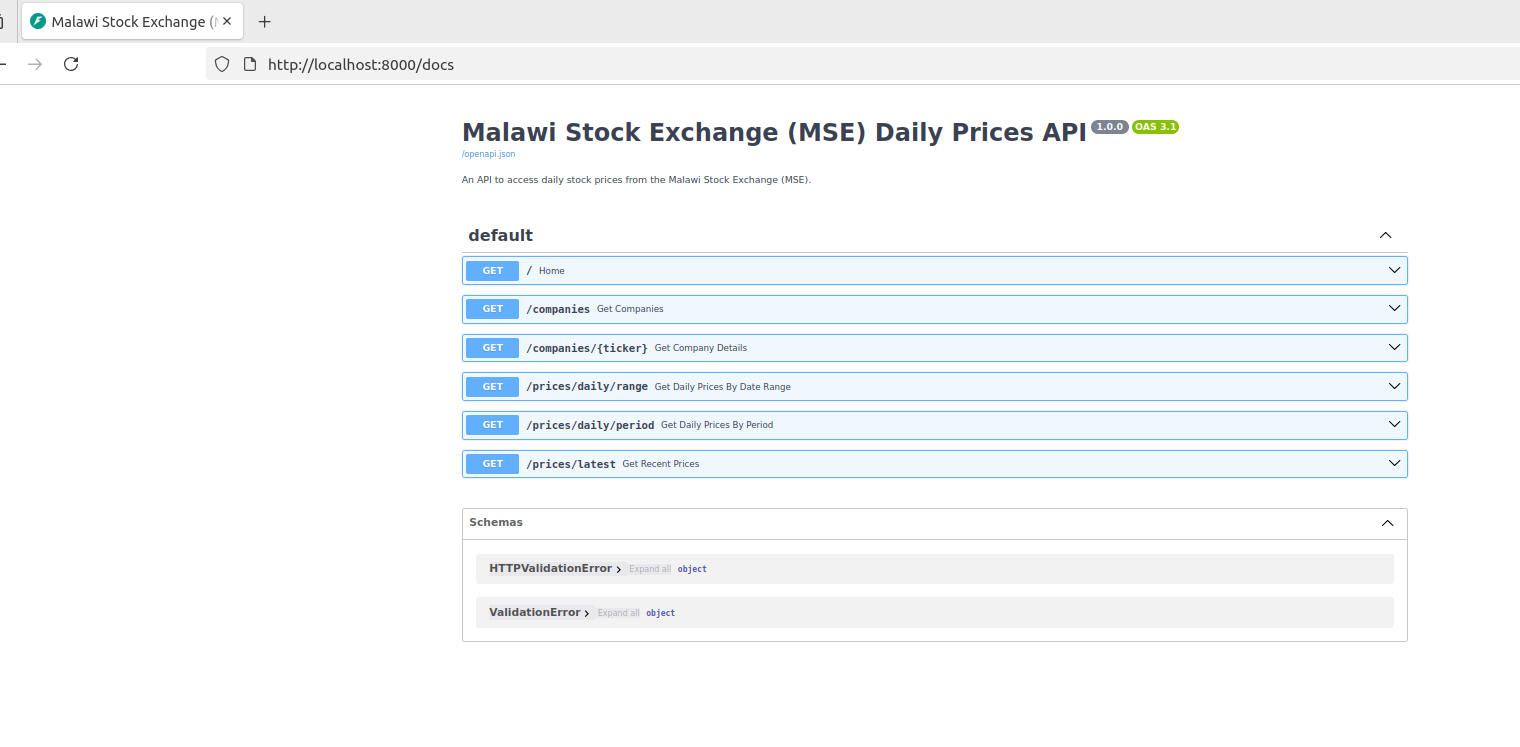 Malawi Stock Exchange (
http://localhost:8000/docs
Malawi Stock Exchange (MSE) Daily Prices API 1.0.0 OAS 3.1
/openapi.json
An API to access daily stock prices from the Malawi Stock Exchange (MSE).
default
GET / Home
GET /companies Get Companies
GET /companies/{ticker} Get Company Details
GET /prices/daily/range Get Daily Prices By Date Range
GET /prices/daily/period Get Daily Prices By Period
GET /prices/latest Get Recent Prices
Schemas
HTTPValidationError Expand all object
ValidationError Expand all object